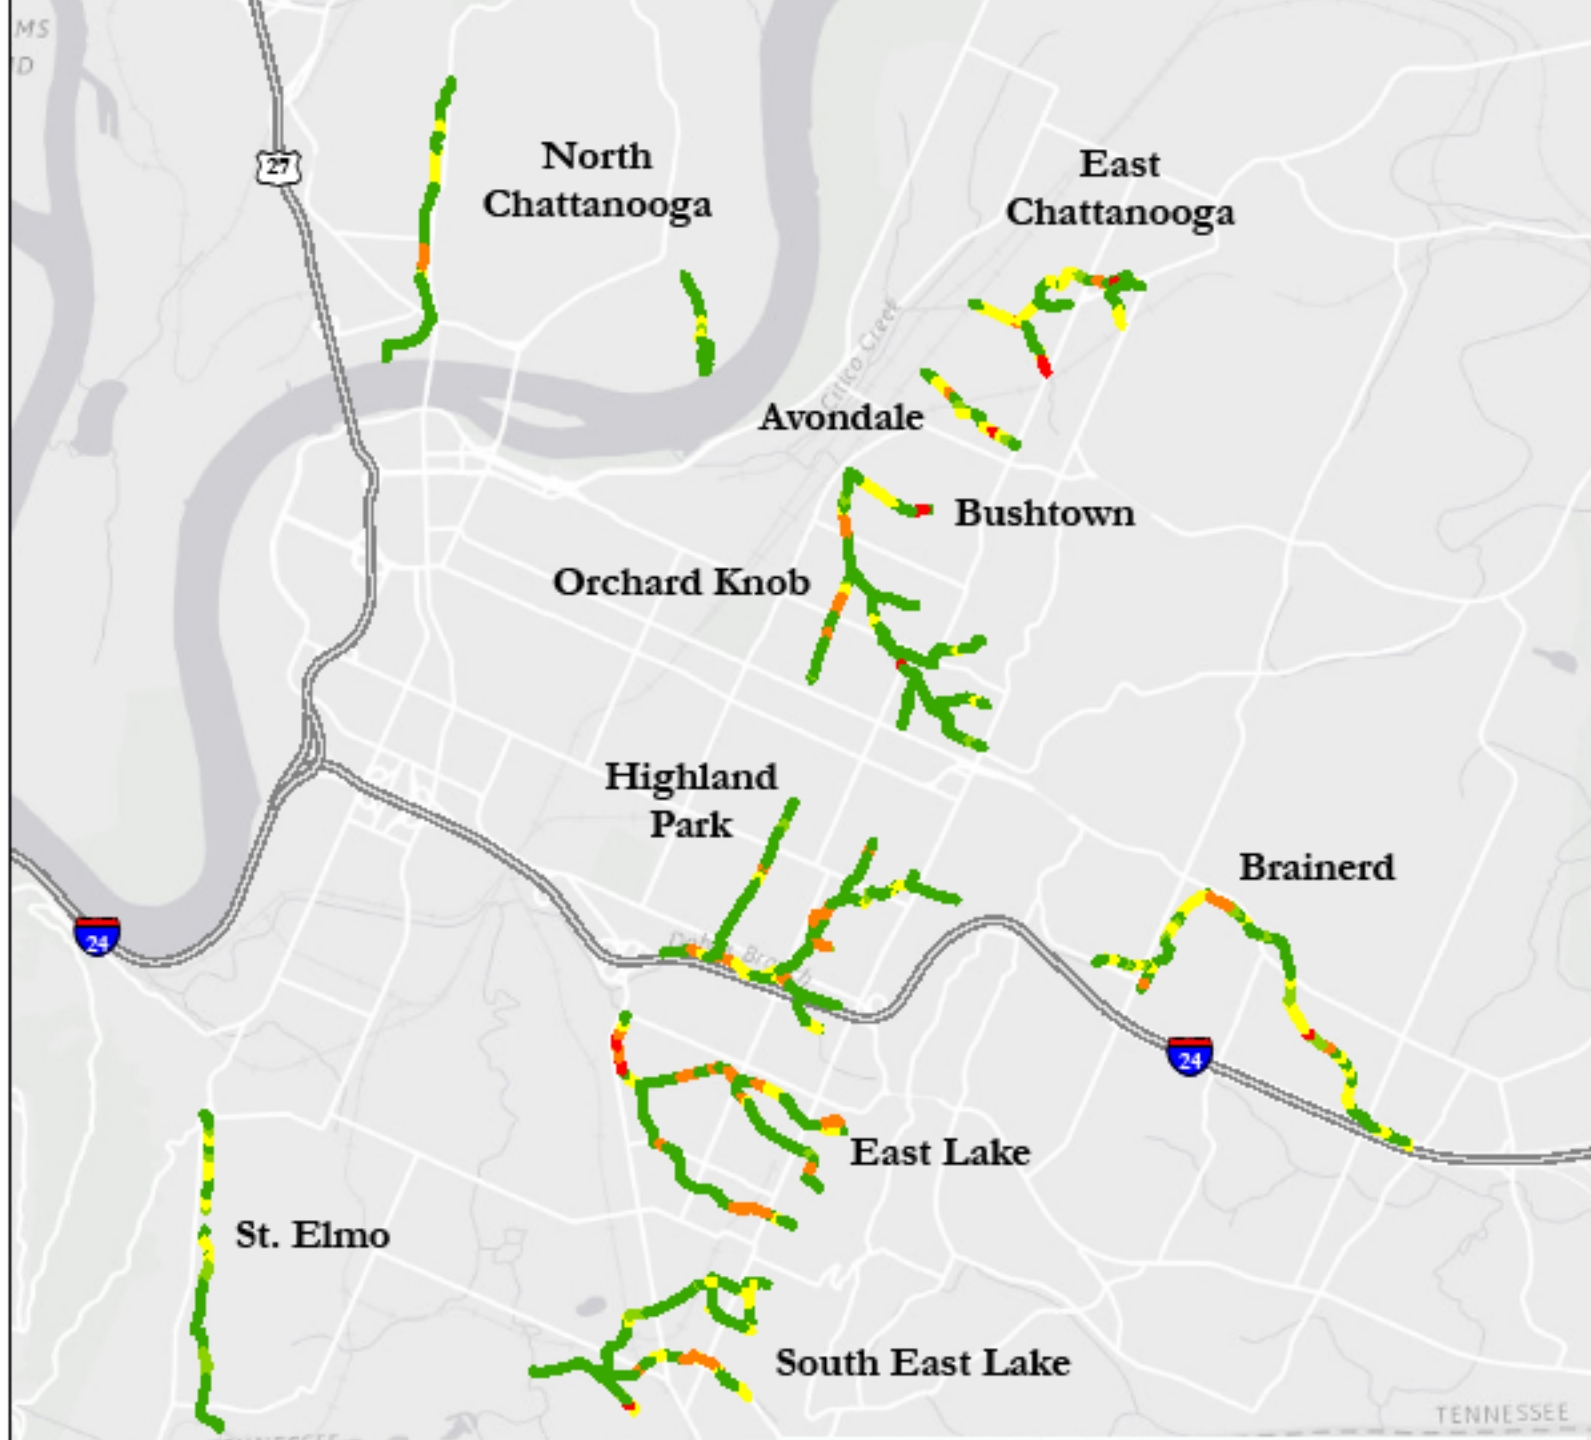 MS
D
27
North
Chattanooga
East
Chattanooga
Citico Creek
Avondale
Bushtown
Orchard Knob
Highland
Park
Brainerd
24
24
East Lake
St. Elmo
South East Lake
TENNESSEE